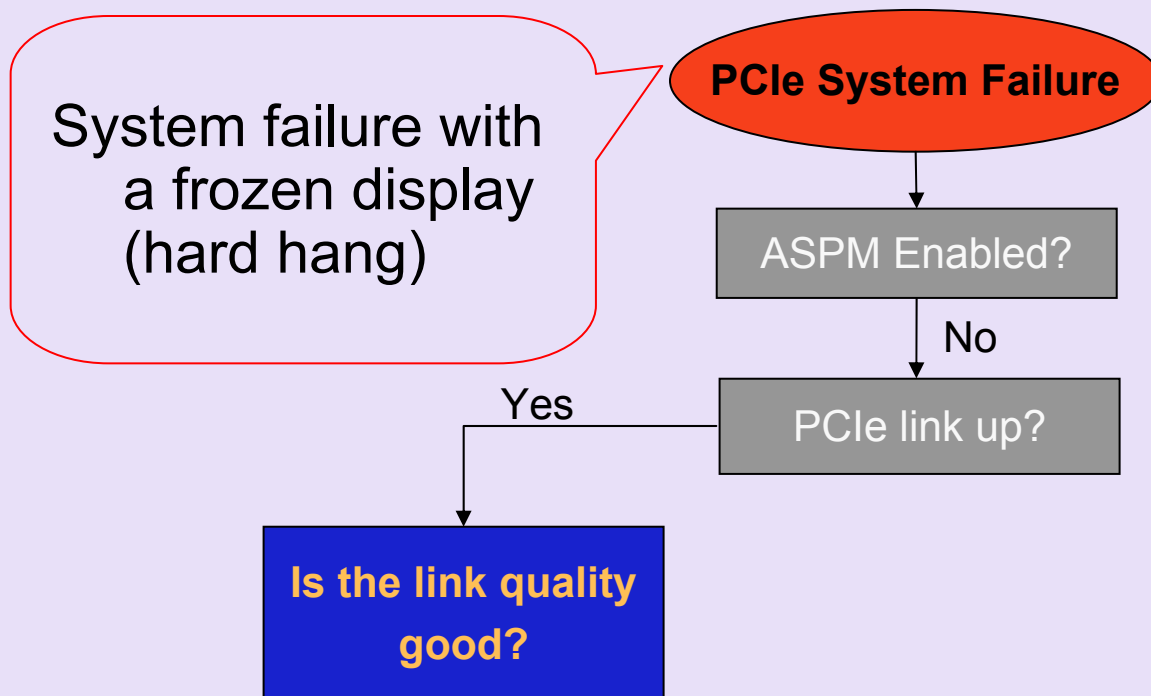 System failure with
a frozen display
(hard hang)
PCIe System Failure
ASPM Enabled?
No
PCIe link up?
Yes
Is the link quality
good?